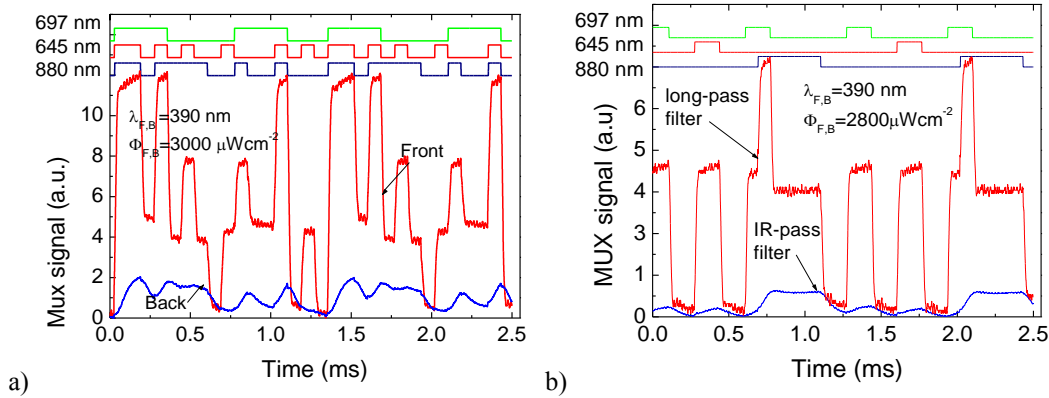 697 nm
645 nm
880 nm
λF,B=390 nm
ΦF,B=3000 μWcm-2
Front
Back
Mux signal (a.u.)
0
2
4
6
8
10
0.0 0.5 1.0 1.5 2.0 2.5
Time (ms)
a)
697 nm
645 nm
880 nm
long-pass
filter
λF,B=390 nm
ΦF,B=2800μWcm-2
IR-pass
filter
MUX signal (a.u)
0
1
2
4
5
6
0.0 0.5 1.0 1.5 2.0 2.5
Time (ms)
b)